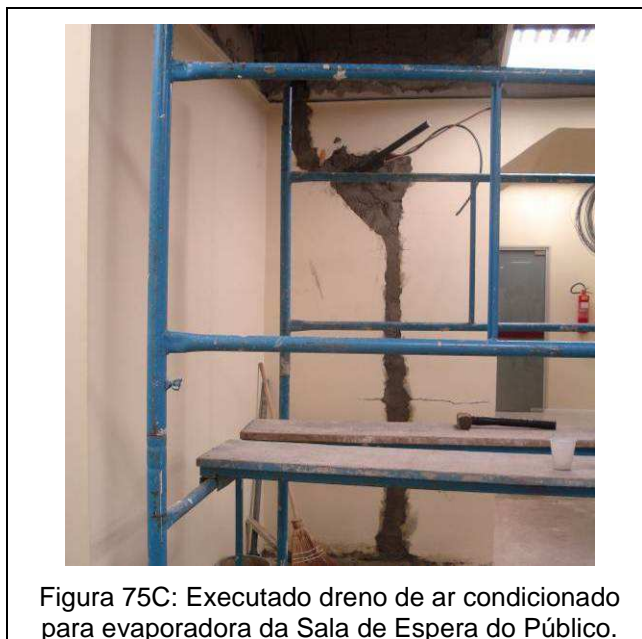 Figura 75C: Executado dreno de ar condicionado
para evaporadora da Sala de Espera do Público.